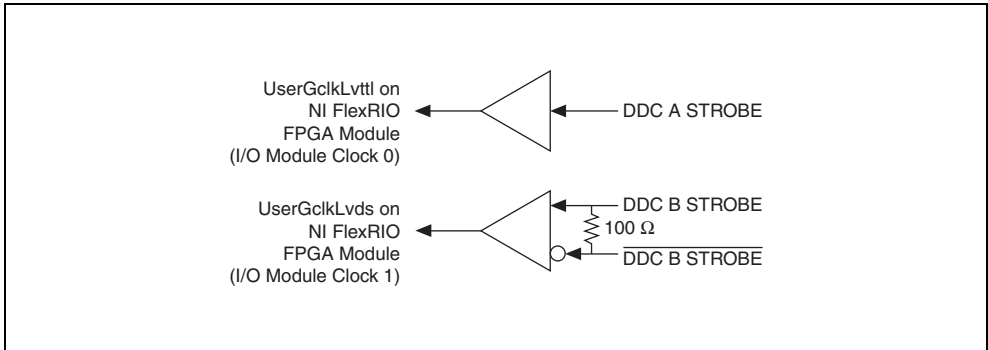 UserGclkLvttl on
NI FlexRIO
FPGA Module
(I/O Module Clock 0)
DDC A STROBE
UserGclkLvds on
NI FlexRIO
FPGA Module
(I/O Module Clock 1)
DDC B STROBE
100 Ω
DDC B STROBE